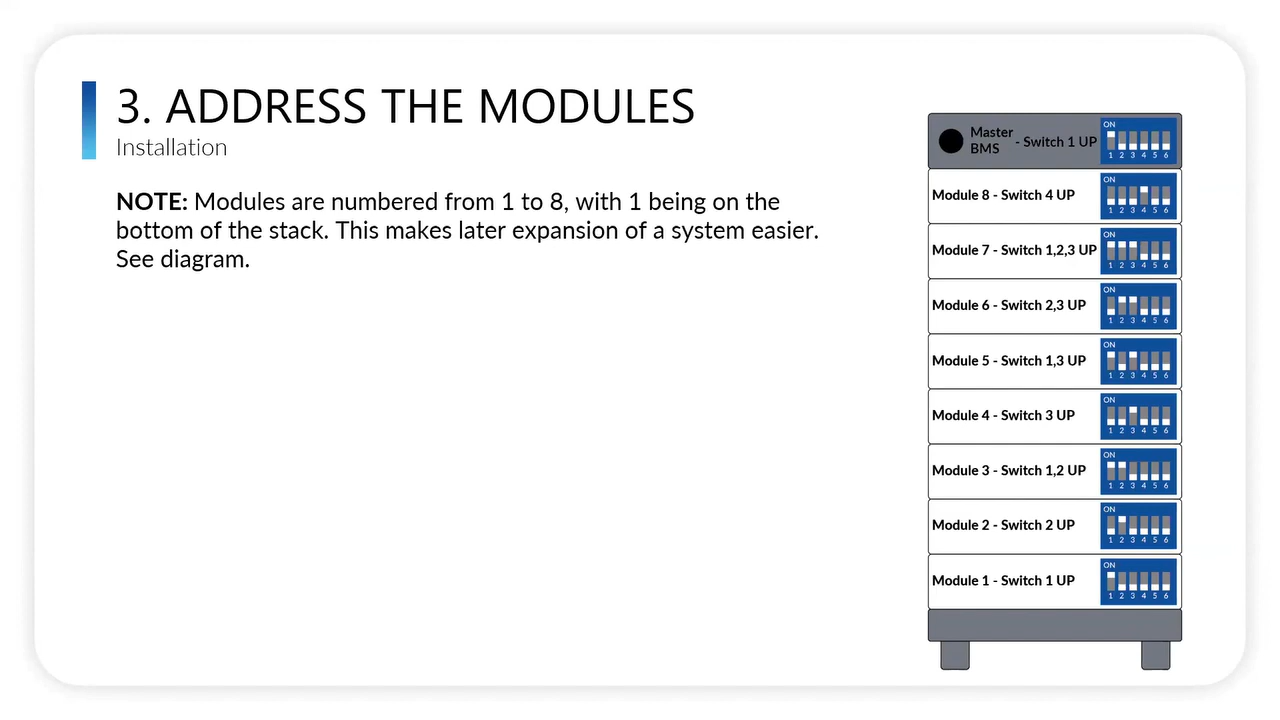 3. ADDRESS THE MODULES
Installation
NOTE: Modules are numbered from 1 to 8, with 1 being on the
bottom of the stack. This makes later expansion of a system easier.
See diagram.
Master BMS - Switch 1 UP
ON
1 2 3 4 5 6
Module 8 - Switch 4 UP
ON
1 2 3 4 5 6
Module 7 - Switch 1,2,3 UP
ON
1 2 3 4 5 6
Module 6 - Switch 2,3 UP
ON
1 2 3 4 5 6
Module 5 - Switch 1,3 UP
ON
1 2 3 4 5 6
Module 4 - Switch 3 UP
ON
1 2 3 4 5 6
Module 3 - Switch 1,2 UP
ON
1 2 3 4 5 6
Module 2 - Switch 2 UP
ON
1 2 3 4 5 6
Module 1 - Switch 1 UP
ON
1 2 3 4 5 6